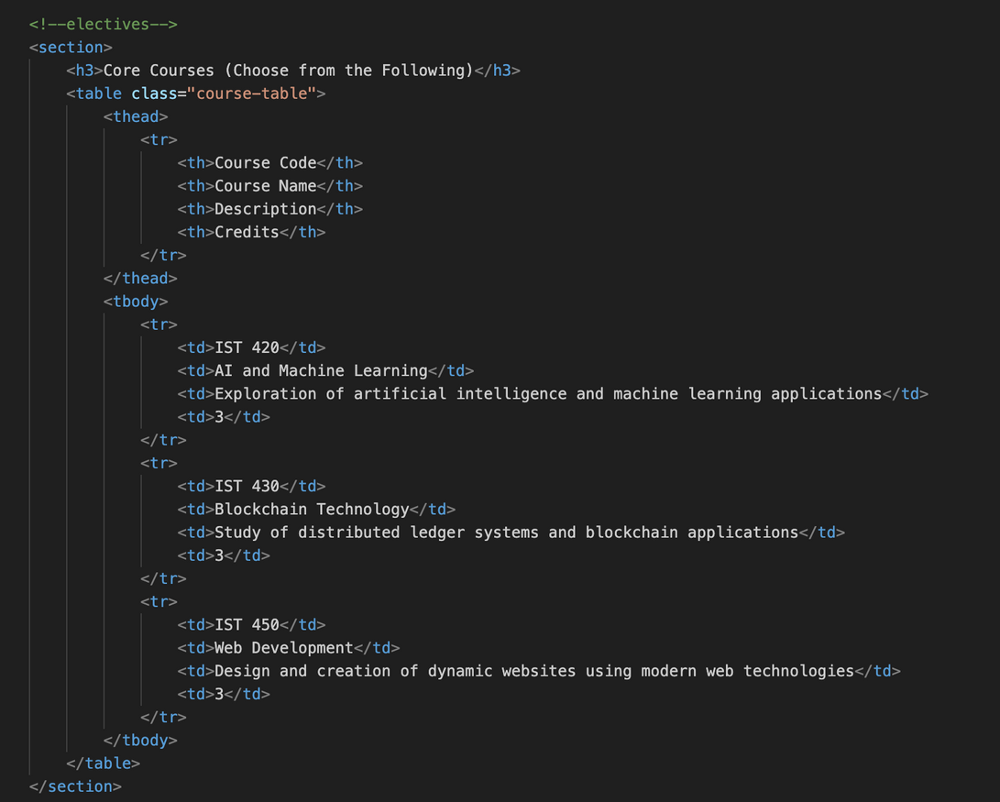 <!--electives-->
<section>
<h3>Core Courses (Choose from the Following)</h3>
<table class="course-table">
<thead>
<tr>
<th>Course Code</th>
<th>Course Name</th>
<th>Description</th>
<th>Credits</th>
</tr>
</thead>
<tbody>
<tr>
<td>IST 420</td>
<td>AI and Machine Learning</td>
<td>Exploration of artificial intelligence and machine learning applications</td>
<td>3</td>
</tr>
<tr>
<td>IST 430</td>
<td>Blockchain Technology</td>
<td>Study of distributed ledger systems and blockchain applications</td>
<td>3</td>
</tr>
<tr>
<td>IST 450</td>
<td>Web Development</td>
<td>Design and creation of dynamic websites using modern web technologies</td>
<td>3</td>
</tr>
</tbody>
</table>
</section>